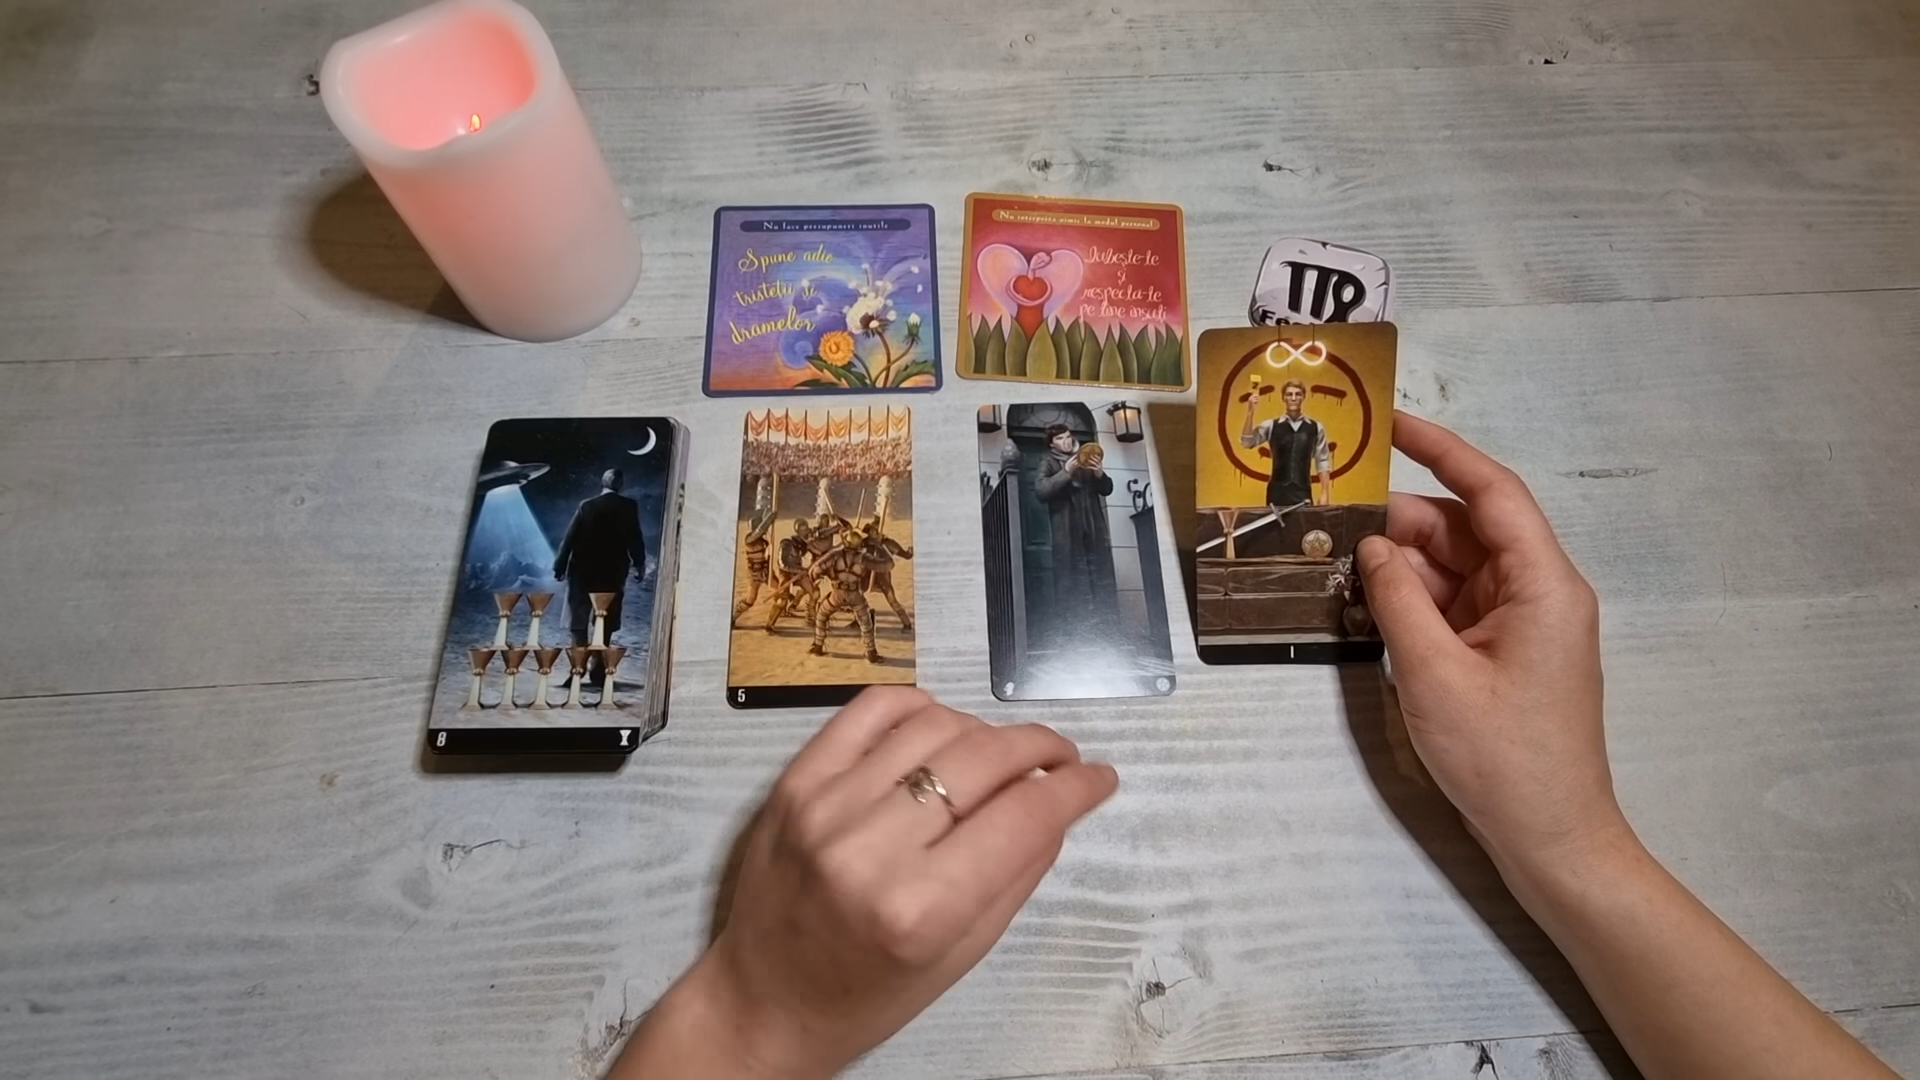 Nu face presupuneri inutile
Spune adio
tristeții și
dramelor
Nu interpreta nimic la modul personal
Iubește-te
și
respectă-te
pe tine însuți
8
5
I